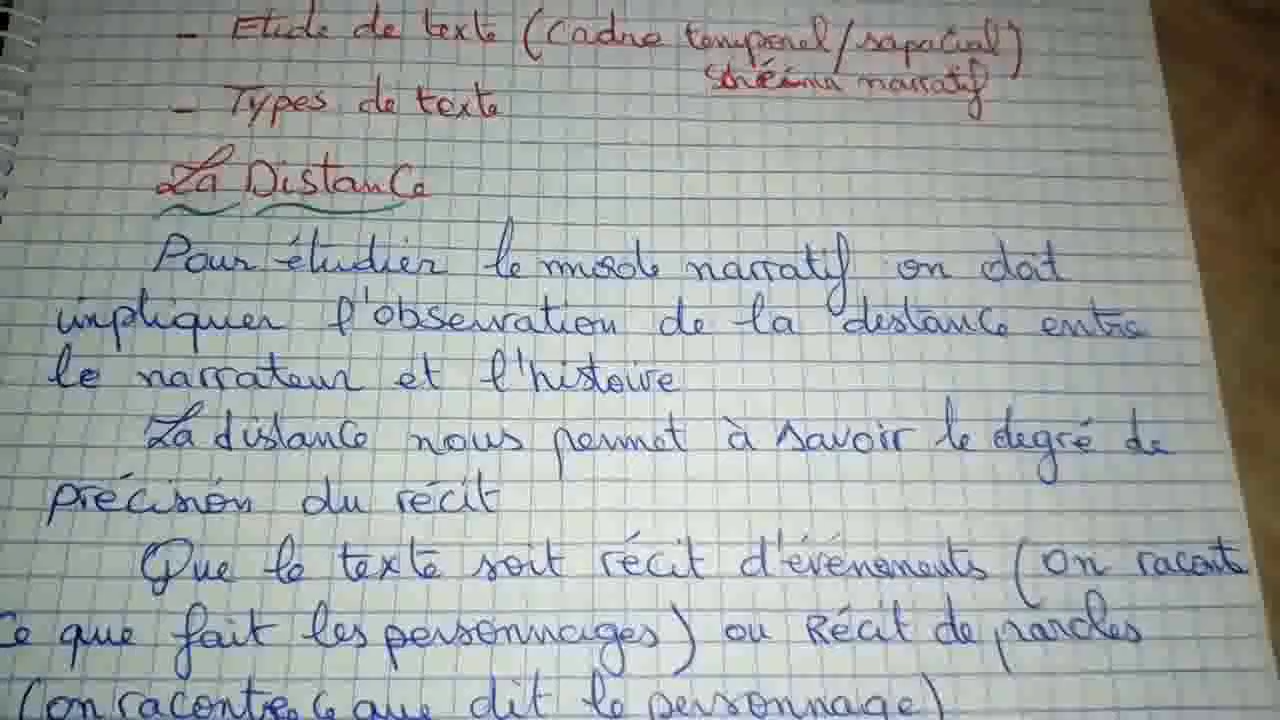 - Etude de texte (Cadre temporel/sapacial)
Schéma narratif
- Types de texte
La Distance
Pour étudier le mode narratif on doit
impliquer l'observation de la distance entre
le narrateur et l'histoire
La distance nous permet à savoir le degré de
précision du récit
Que le texte soit récit d'événements (on raconte
ce que fait les personnages) ou Récit de paroles
(on raconte ce que dit le personnage)